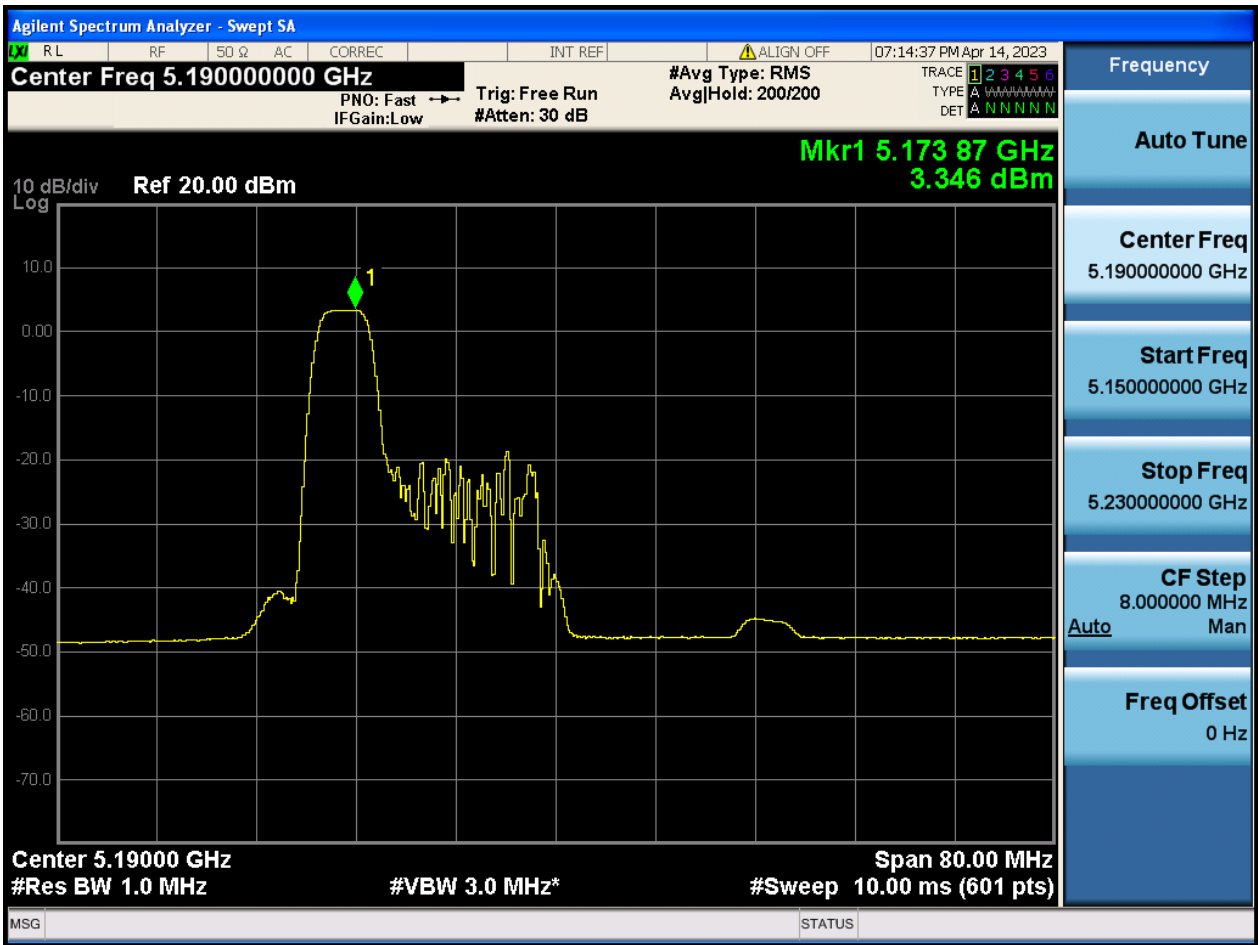 Agilent Spectrum Analyzer - Swept SA
LXI RL RF 50 Ω AC CORREC INT REF ALIGN OFF 07:14:37 PM Apr 14, 2023
Center Freq 5.190000000 GHz
PNO: Fast
IFGain:Low
Trig: Free Run
#Atten: 30 dB
#Avg Type: RMS
Avg|Hold: 200/200
TRACE 1 2 3 4 5 6
TYPE A WWWWW
DET A N N N N N
Mkr1 5.173 87 GHz
3.346 dBm
10 dB/div Ref 20.00 dBm
Log
10.0
1
0.00
-10.0
-20.0
-30.0
-40.0
-50.0
-60.0
-70.0
Center 5.19000 GHz Span 80.00 MHz
#Res BW 1.0 MHz #VBW 3.0 MHz* #Sweep 10.00 ms (601 pts)
MSG STATUS
Frequency
Auto Tune
Center Freq
5.190000000 GHz
Start Freq
5.150000000 GHz
Stop Freq
5.230000000 GHz
CF Step
8.000000 MHz
Auto Man
Freq Offset
0 Hz